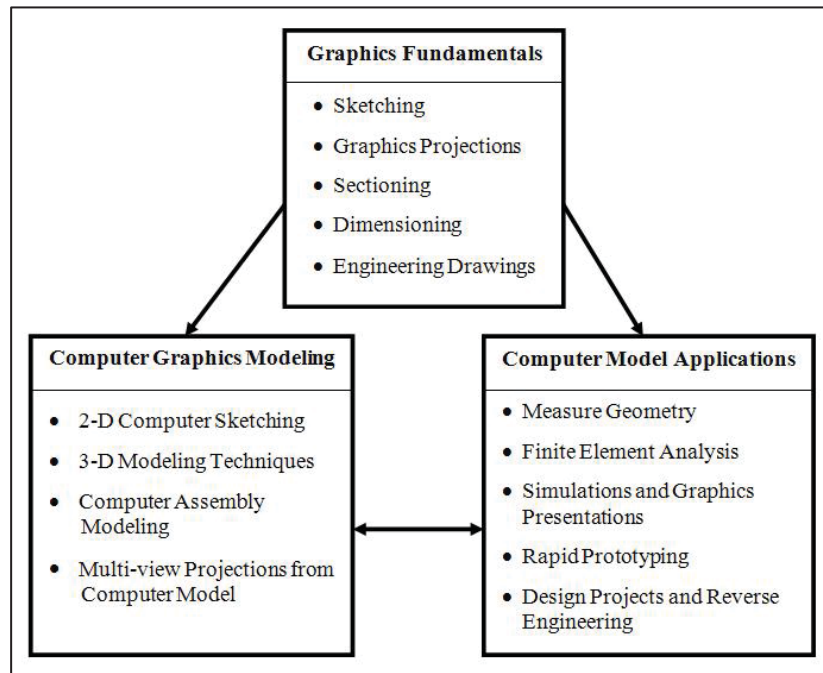 Graphics Fundamentals
• Sketching
• Graphics Projections
• Sectioning
• Dimensioning
• Engineering Drawings
Computer Graphics Modeling
• 2-D Computer Sketching
• 3-D Modeling Techniques
• Computer Assembly
Modeling
• Multi-view Projections from
Computer Model
Computer Model Applications
• Measure Geometry
• Finite Element Analysis
• Simulations and Graphics
Presentations
• Rapid Prototyping
• Design Projects and Reverse
Engineering